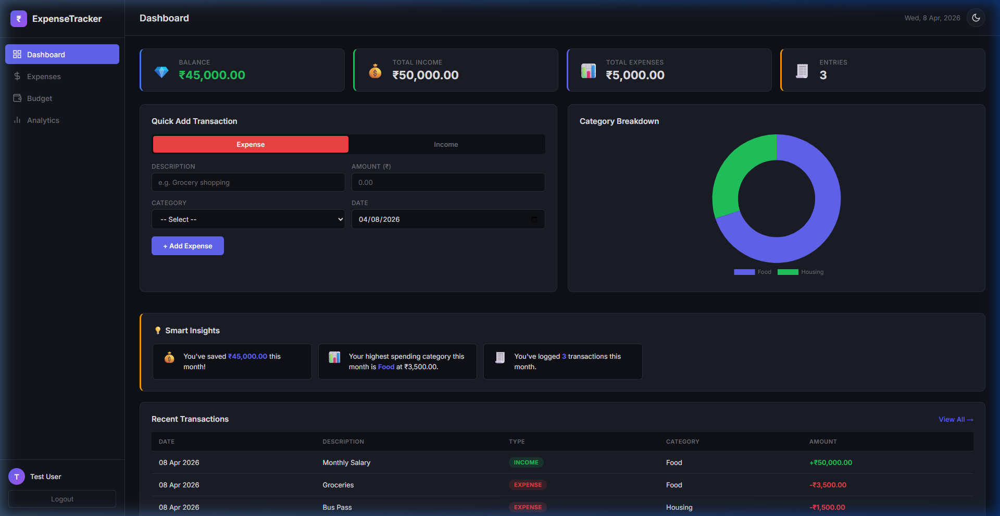 ₹ ExpenseTracker
Dashboard
Expenses
Budget
Analytics
T Test User
Logout
Dashboard
Wed, 8 Apr, 2026
BALANCE
₹45,000.00
TOTAL INCOME
₹50,000.00
TOTAL EXPENSES
₹5,000.00
ENTRIES
3
Quick Add Transaction
Expense Income
DESCRIPTION AMOUNT (₹)
e.g. Grocery shopping 0.00
CATEGORY DATE
-- Select -- 04/08/2026
+ Add Expense
Category Breakdown
Food Housing
Smart Insights
You've saved ₹45,000.00 this
month!
Your highest spending category this
month is Food at ₹3,500.00.
You've logged 3 transactions this
month.
Recent Transactions View All →
DATE DESCRIPTION TYPE CATEGORY AMOUNT
08 Apr 2026 Monthly Salary INCOME Food +₹50,000.00
08 Apr 2026 Groceries EXPENSE Food -₹3,500.00
08 Apr 2026 Bus Pass EXPENSE Housing -₹1,500.00